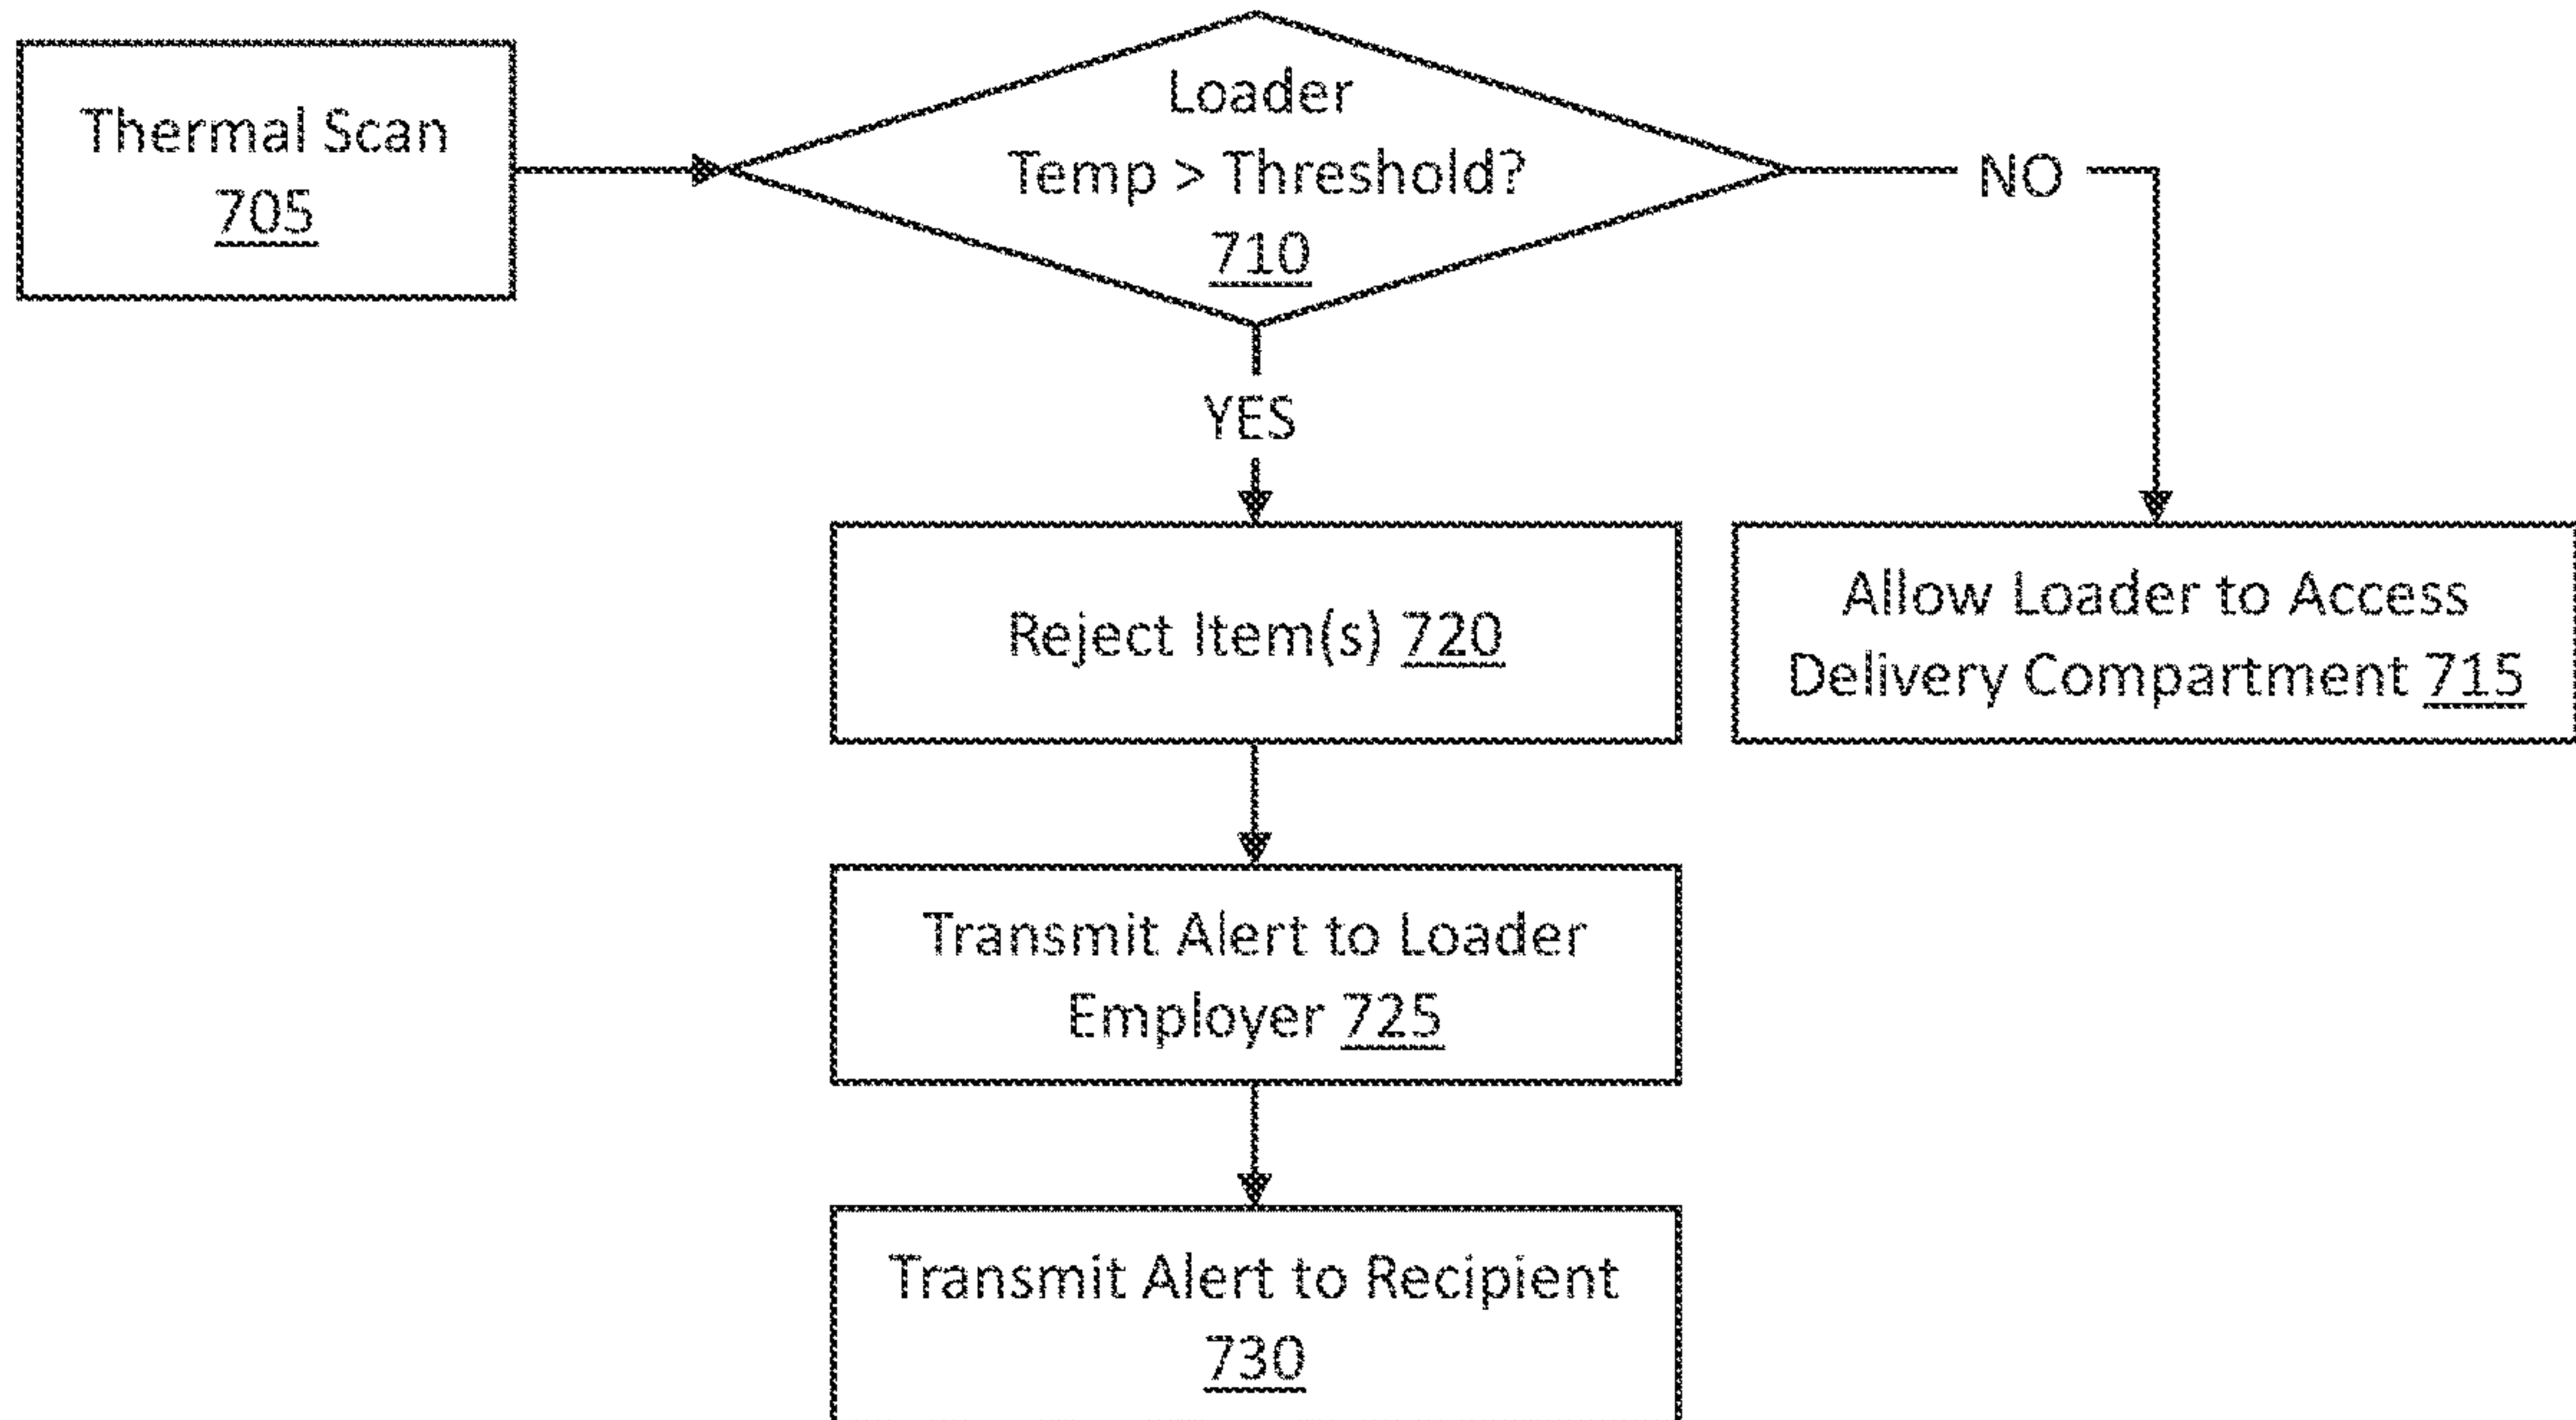 Thermal Scan
705
Loader
Temp > Threshold?
710
NO
YES
Reject Item(s) 720
Allow Loader to Access
Delivery Compartment 715
Transmit Alert to Loader
Employer 725
Transmit Alert to Recipient
730